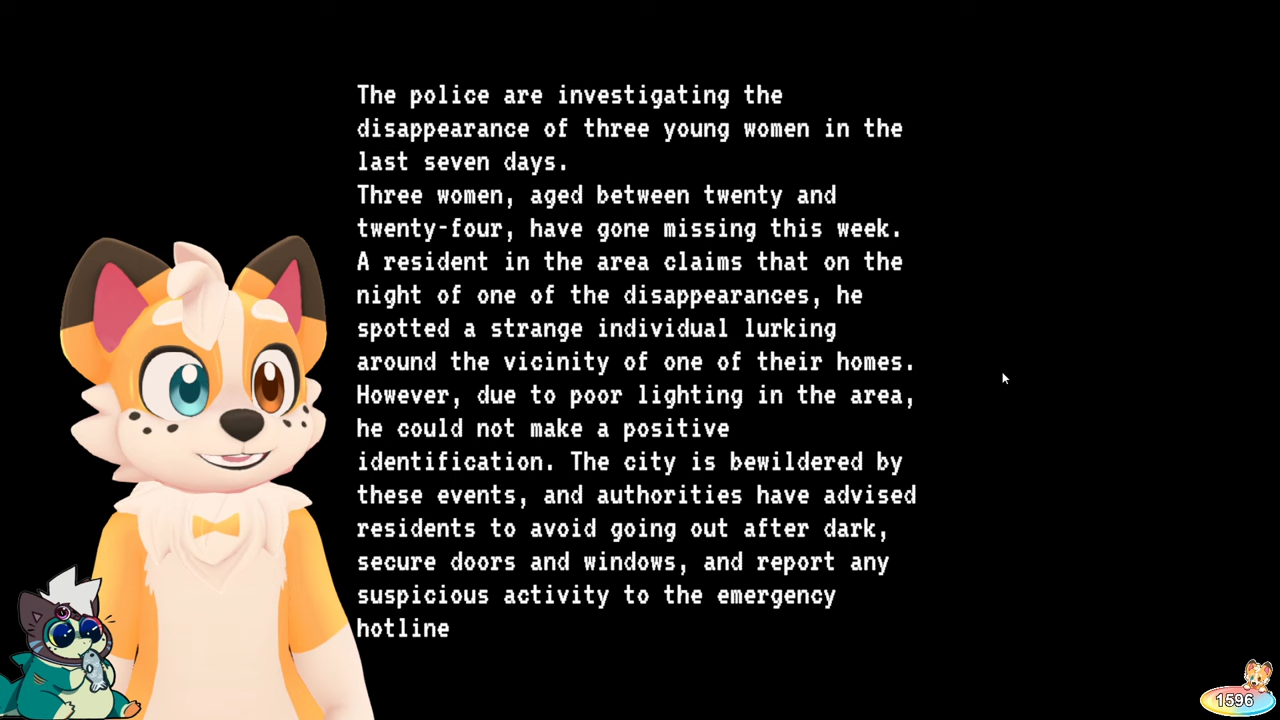 The police are investigating the
disappearance of three young women in the
last seven days.
Three women, aged between twenty and
twenty-four, have gone missing this week.
A resident in the area claims that on the
night of one of the disappearances, he
spotted a strange individual lurking
around the vicinity of one of their homes.
However, due to poor lighting in the area,
he could not make a positive
identification. The city is bewildered by
these events, and authorities have advised
residents to avoid going out after dark,
secure doors and windows, and report any
suspicious activity to the emergency
hotline
1596